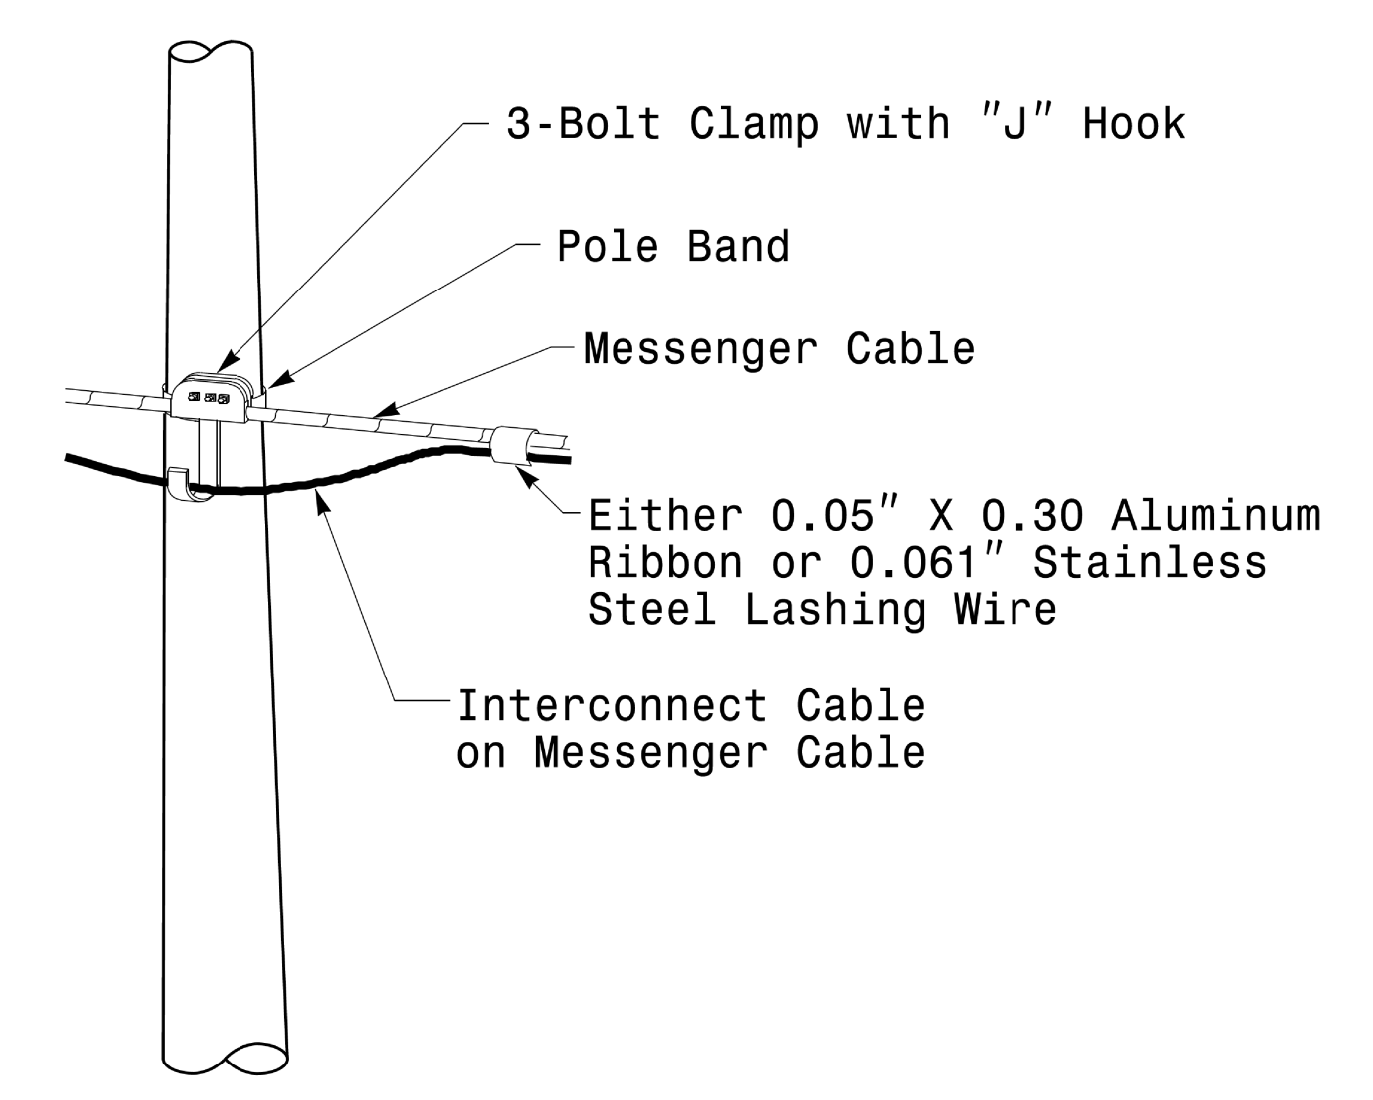 3-Bolt Clamp with "J" Hook
Pole Band
Messenger Cable
Either 0.05" X 0.30 Aluminum
Ribbon or 0.061" Stainless
Steel Lashing Wire
Interconnect Cable
on Messenger Cable